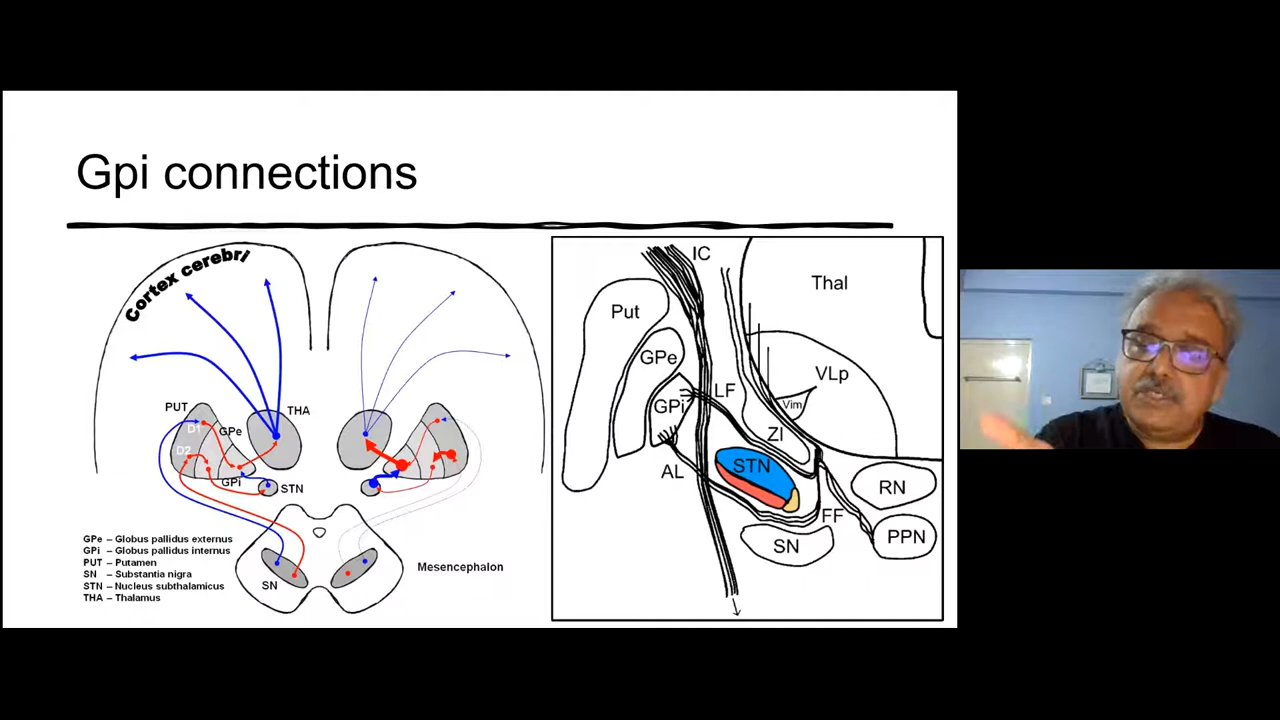 Gpi connections
Cortex cerebri
PUT
D1
GPe
THA
D2
GPi
STN
SN
Mesencephalon
GPe – Globus pallidus externus
GPi – Globus pallidus internus
PUT – Putamen
SN – Substantia nigra
STN – Nucleus subthalamicus
THA – Thalamus
IC
Thal
Put
GPe
VLp
LF
GPi
Vim
ZI
AL
STN
RN
FF
PPN
SN